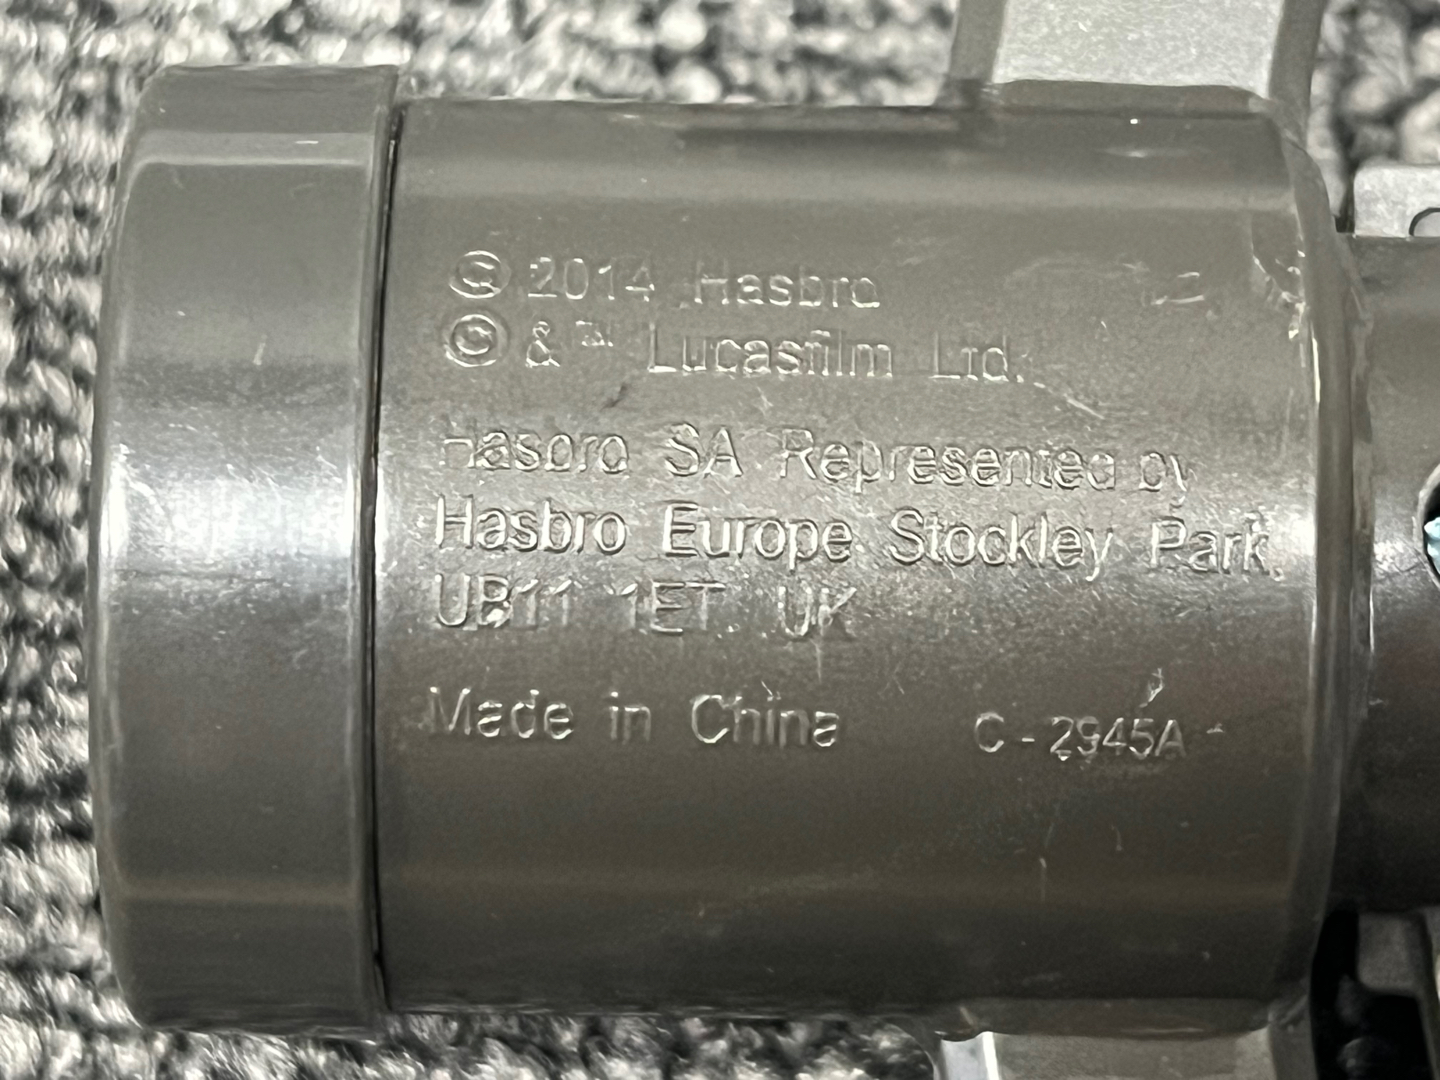 © 2014 Hasbro
© & ™ Lucasfilm Ltd.
Hasbro SA Represented by
Hasbro Europe Stockley Park,
UB11 1ET. UK
Made in China C-2945A